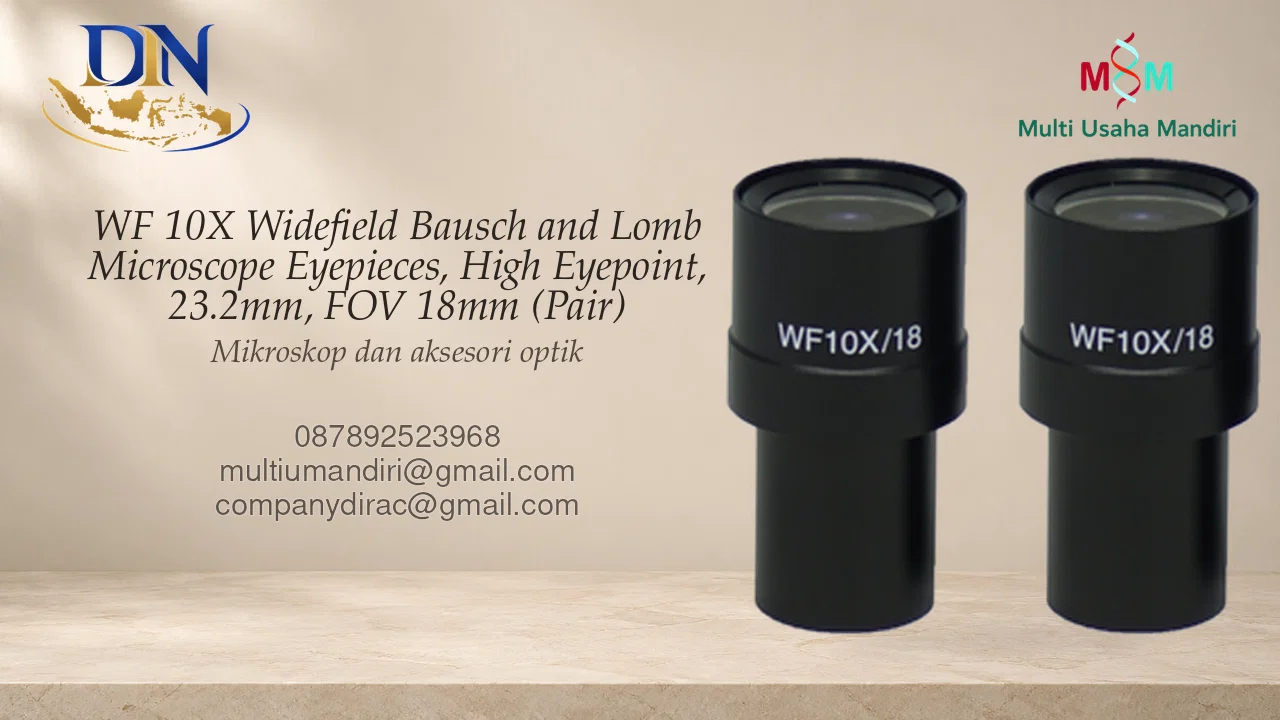 DN
M M
Multi Usaha Mandiri
WF 10X Widefield Bausch and Lomb
Microscope Eyepieces, High Eyepoint,
23.2mm, FOV 18mm (Pair)
Mikroskop dan aksesori optik
087892523968
multiumandiri@gmail.com
companydirac@gmail.com
WF10X/18
WF10X/18